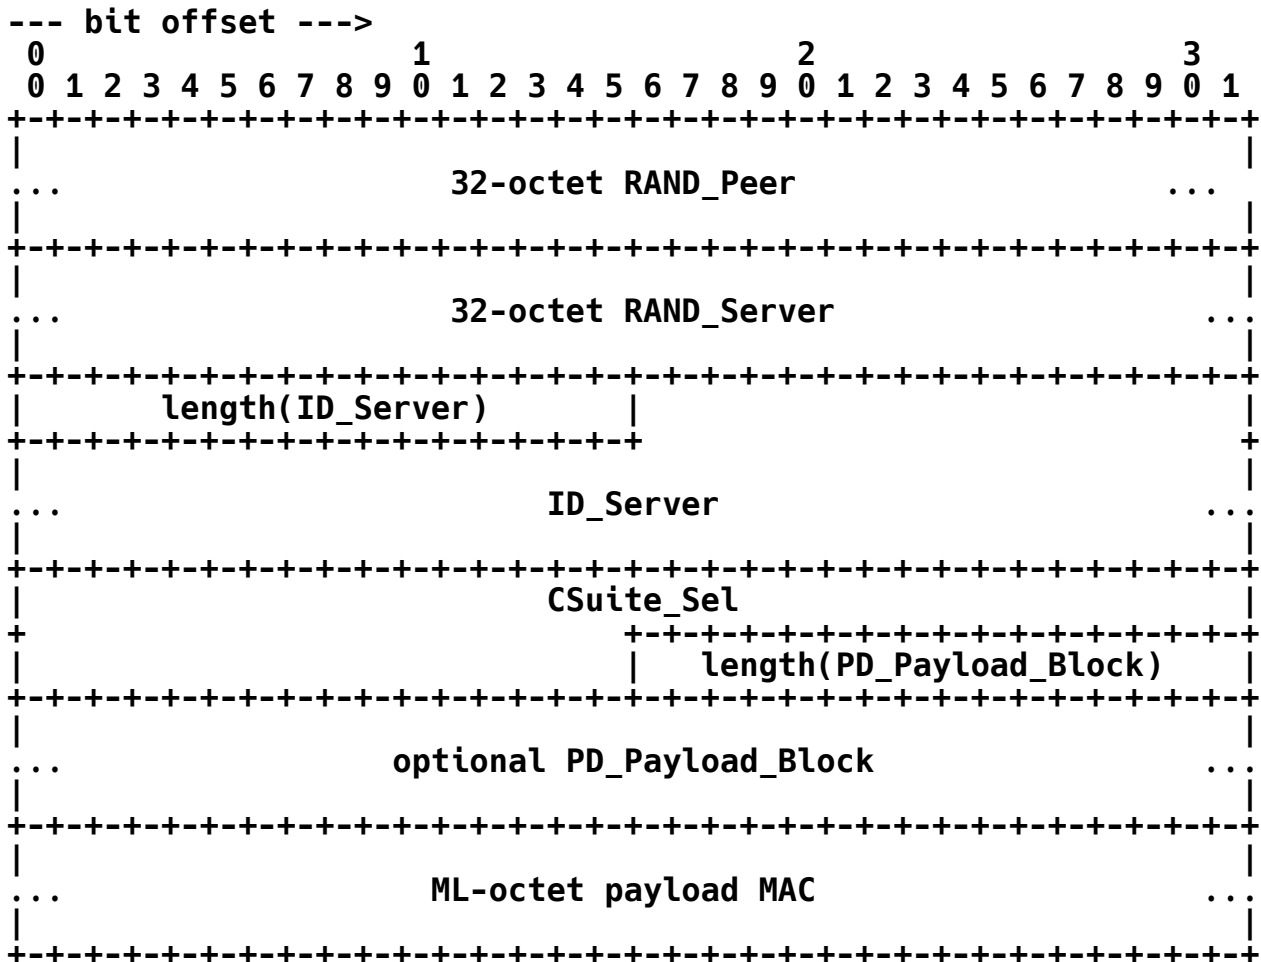 --- bit offset --->
 0                   1                   2                   3
 0 1 2 3 4 5 6 7 8 9 0 1 2 3 4 5 6 7 8 9 0 1 2 3 4 5 6 7 8 9 0 1
+-+-+-+-+-+-+-+-+-+-+-+-+-+-+-+-+-+-+-+-+-+-+-+-+-+-+-+-+-+-+-+-+
|                                                               |
...                    32-octet RAND_Peer                   ...
|                                                               |
+-+-+-+-+-+-+-+-+-+-+-+-+-+-+-+-+-+-+-+-+-+-+-+-+-+-+-+-+-+-+-+-+
|                                                               |
...                    32-octet RAND_Server                   ...
|                                                               |
+-+-+-+-+-+-+-+-+-+-+-+-+-+-+-+-+-+-+-+-+-+-+-+-+-+-+-+-+-+-+-+-+
|       length(ID_Server)       |                               |
+-+-+-+-+-+-+-+-+-+-+-+-+-+-+-+-+                               +
|                                                               |
...                         ID_Server                         ...
|                                                               |
+-+-+-+-+-+-+-+-+-+-+-+-+-+-+-+-+-+-+-+-+-+-+-+-+-+-+-+-+-+-+-+-+
|                           CSuite_Sel                          |
+                               +-+-+-+-+-+-+-+-+-+-+-+-+-+-+-+-+
|                               |   length(PD_Payload_Block)    |
+-+-+-+-+-+-+-+-+-+-+-+-+-+-+-+-+-+-+-+-+-+-+-+-+-+-+-+-+-+-+-+-+
|                                                               |
...                 optional PD_Payload_Block                 ...
|                                                               |
+-+-+-+-+-+-+-+-+-+-+-+-+-+-+-+-+-+-+-+-+-+-+-+-+-+-+-+-+-+-+-+-+
|                                                               |
...                   ML-octet payload MAC                    ...
|                                                               |
+-+-+-+-+-+-+-+-+-+-+-+-+-+-+-+-+-+-+-+-+-+-+-+-+-+-+-+-+-+-+-+-+